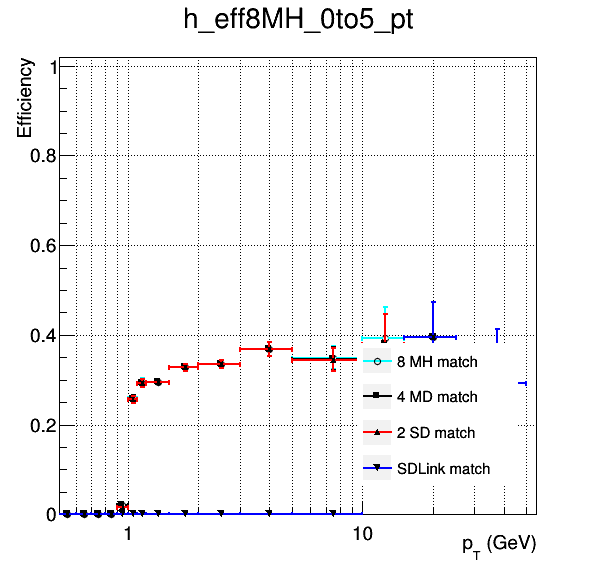 h_eff8MH_0to5_pt
Efficiency
1
0.8
0.6
0.4
0.2
0
8 MH match
4 MD match
2 SD match
SDLink match
1
10
p_T (GeV)